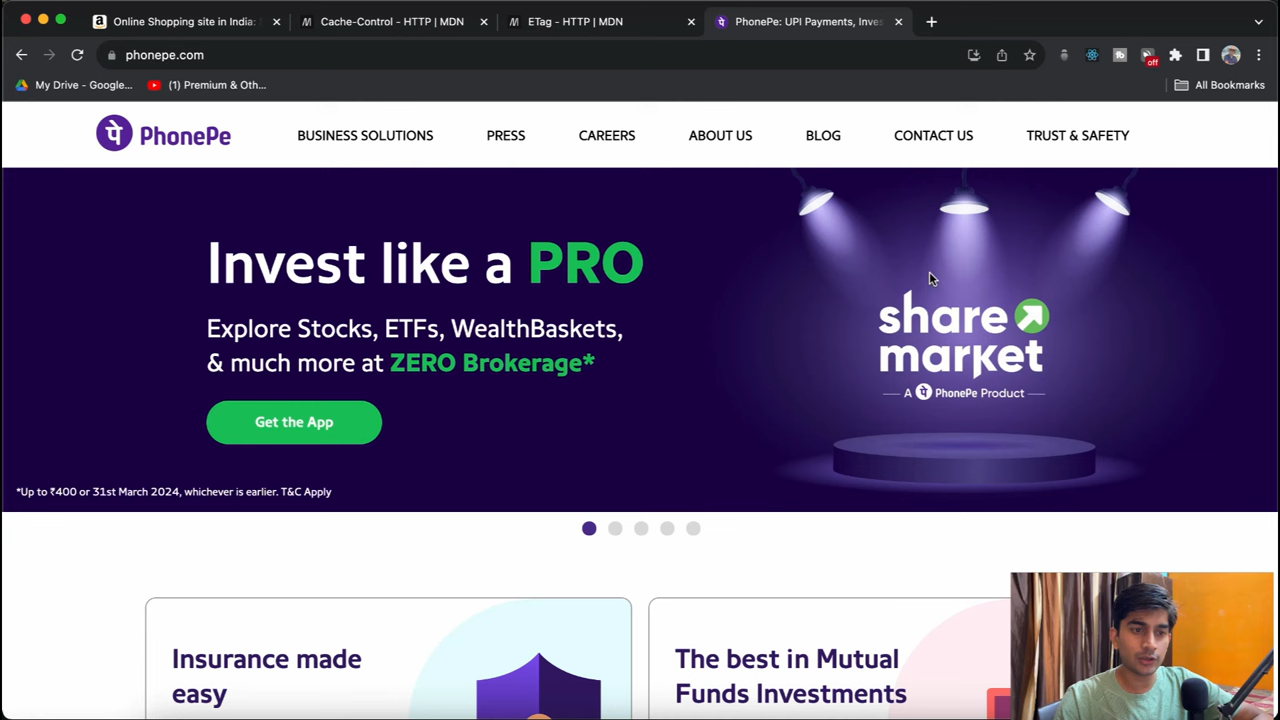 Online Shopping site in India:
Cache-Control - HTTP | MDN
ETag - HTTP | MDN
PhonePe: UPI Payments, Inves
phonepe.com
off
My Drive - Google...
(1) Premium & Oth...
All Bookmarks
पे PhonePe
BUSINESS SOLUTIONS
PRESS
CAREERS
ABOUT US
BLOG
CONTACT US
TRUST & SAFETY
Invest like a PRO
Explore Stocks, ETFs, WealthBaskets,
& much more at ZERO Brokerage*
Get the App
*Up to ₹400 or 31st March 2024, whichever is earlier. T&C Apply
share
market
A पे PhonePe Product
Insurance made
easy
The best in Mutual
Funds Investments